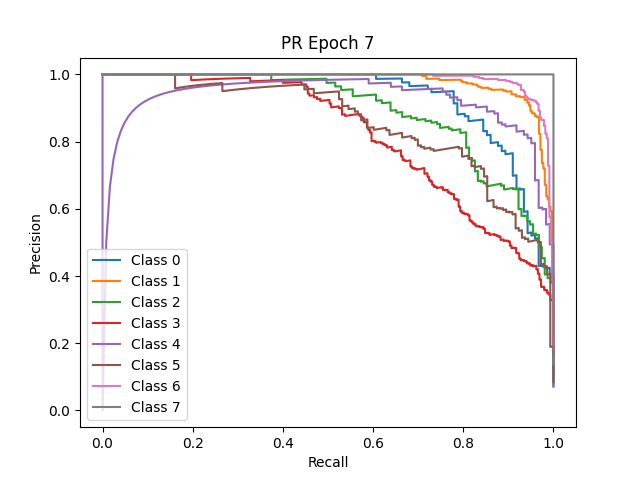 PR Epoch 7
Precision
1.0
0.8
0.6
0.4
0.2
0.0
Class 0
Class 1
Class 2
Class 3
Class 4
Class 5
Class 6
Class 7
0.0 0.2 0.4 0.6 0.8 1.0
Recall